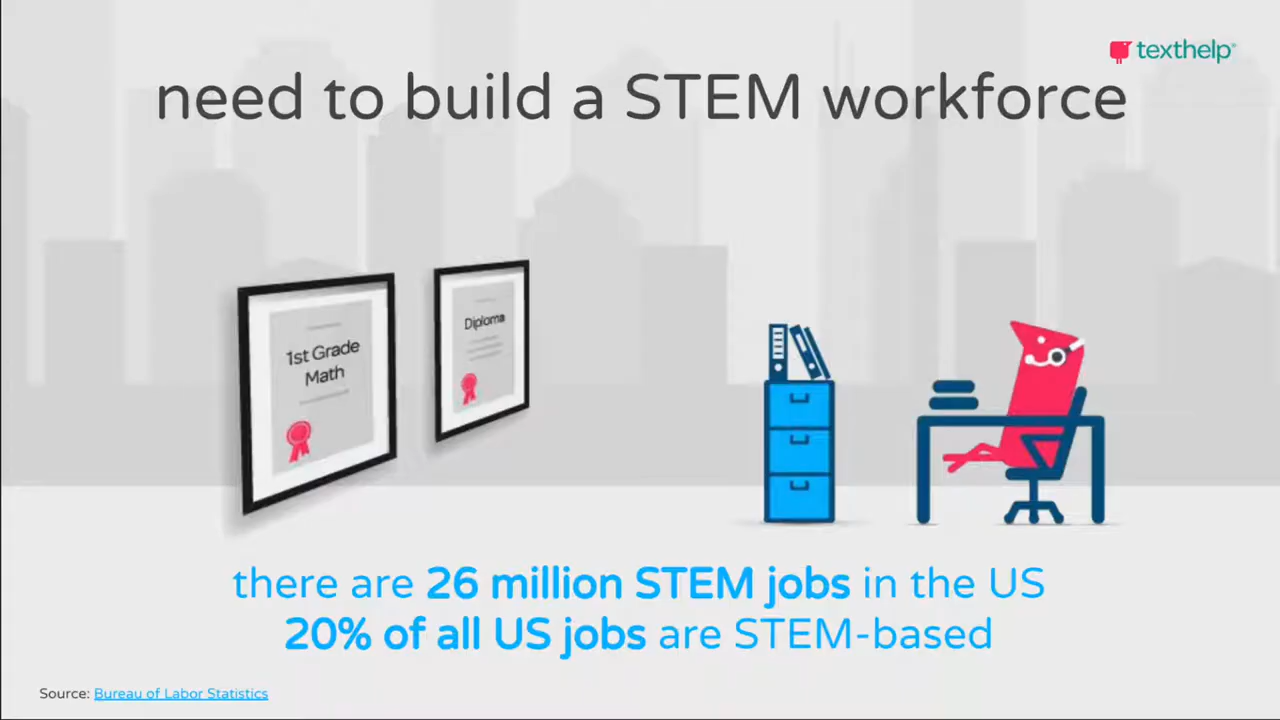 texthelp®
need to build a STEM workforce
1st Grade
Math
Diploma
there are 26 million STEM jobs in the US
20% of all US jobs are STEM-based
Source: Bureau of Labor Statistics